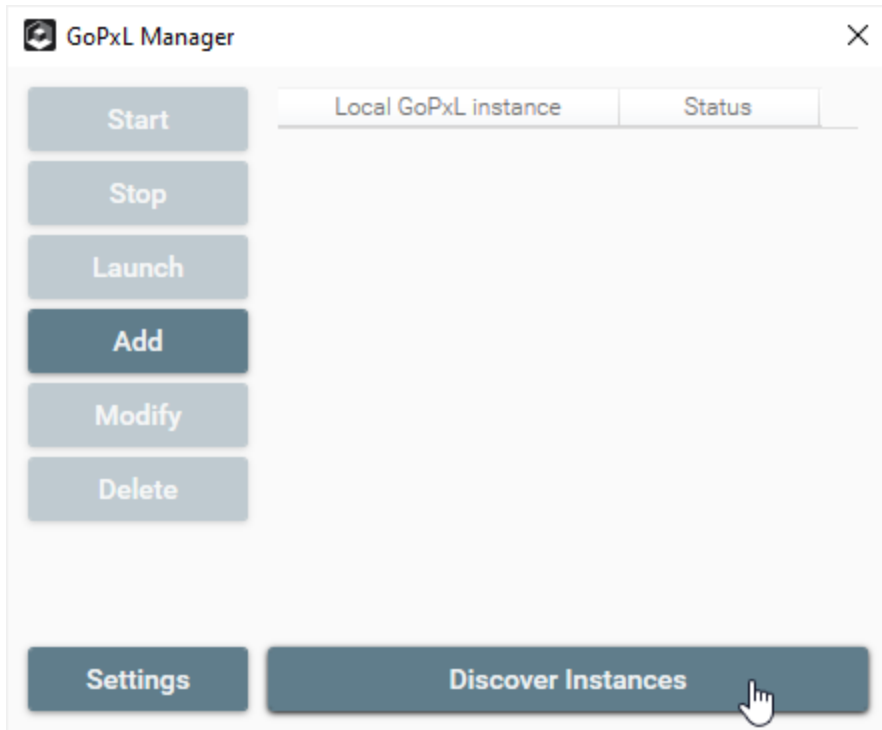 GoPxL Manager
Start
Stop
Launch
Add
Modify
Delete
Settings
Local GoPxL instance Status
Discover Instances